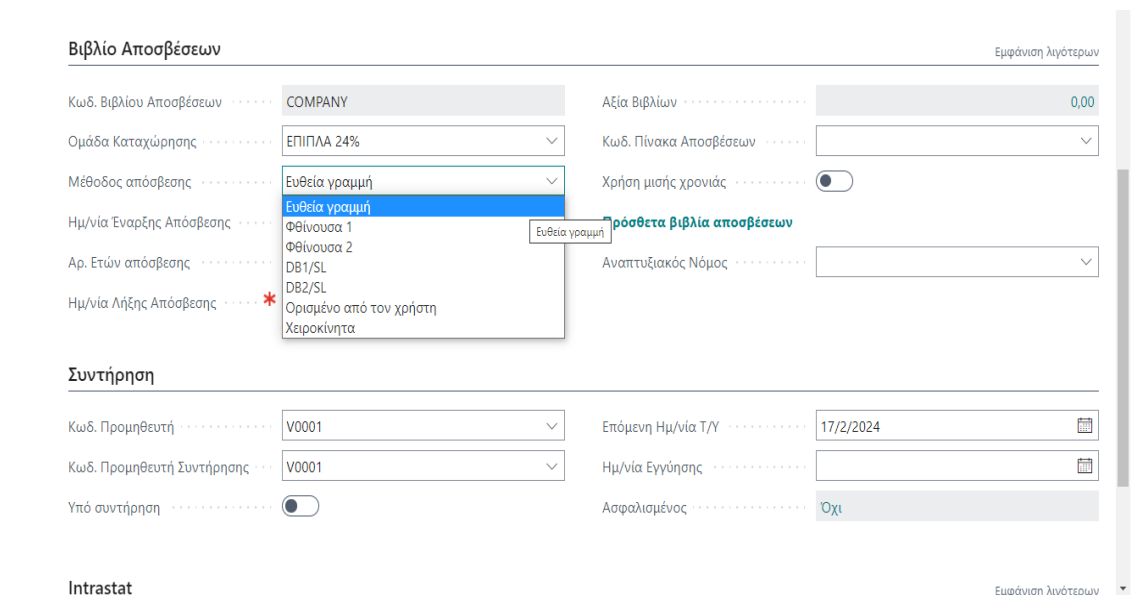 Βιβλίο Αποσβέσεων
Εμφάνιση λιγότερων
Κωδ. Βιβλίου Αποσβέσεων COMPANY
Αξία Βιβλίων 0,00
Ομάδα Καταχώρησης ΕΠΙΠΛΑ 24%
Κωδ. Πίνακα Αποσβέσεων
Μέθοδος απόσβεσης Ευθεία γραμμή
Χρήση μισής χρονιάς
Ευθεία γραμμή
Φθίνουσα 1
Φθίνουσα 2
DB1/SL
DB2/SL
Ορισμένο από τον χρήστη
Χειροκίνητα
Ευθεία γραμμή
Ημ/νία Έναρξης Απόσβεσης
Πρόσθετα βιβλία αποσβέσεων
Αρ. Ετών απόσβεσης
Αναπτυξιακός Νόμος
Ημ/νία Λήξης Απόσβεσης *
Συντήρηση
Κωδ. Προμηθευτή V0001
Επόμενη Ημ/νία Τ/Υ 17/2/2024
Κωδ. Προμηθευτή Συντήρησης V0001
Ημ/νία Εγγύησης
Υπό συντήρηση
Ασφαλισμένος Όχι
Intrastat
Εμφάνιση λιγότερων